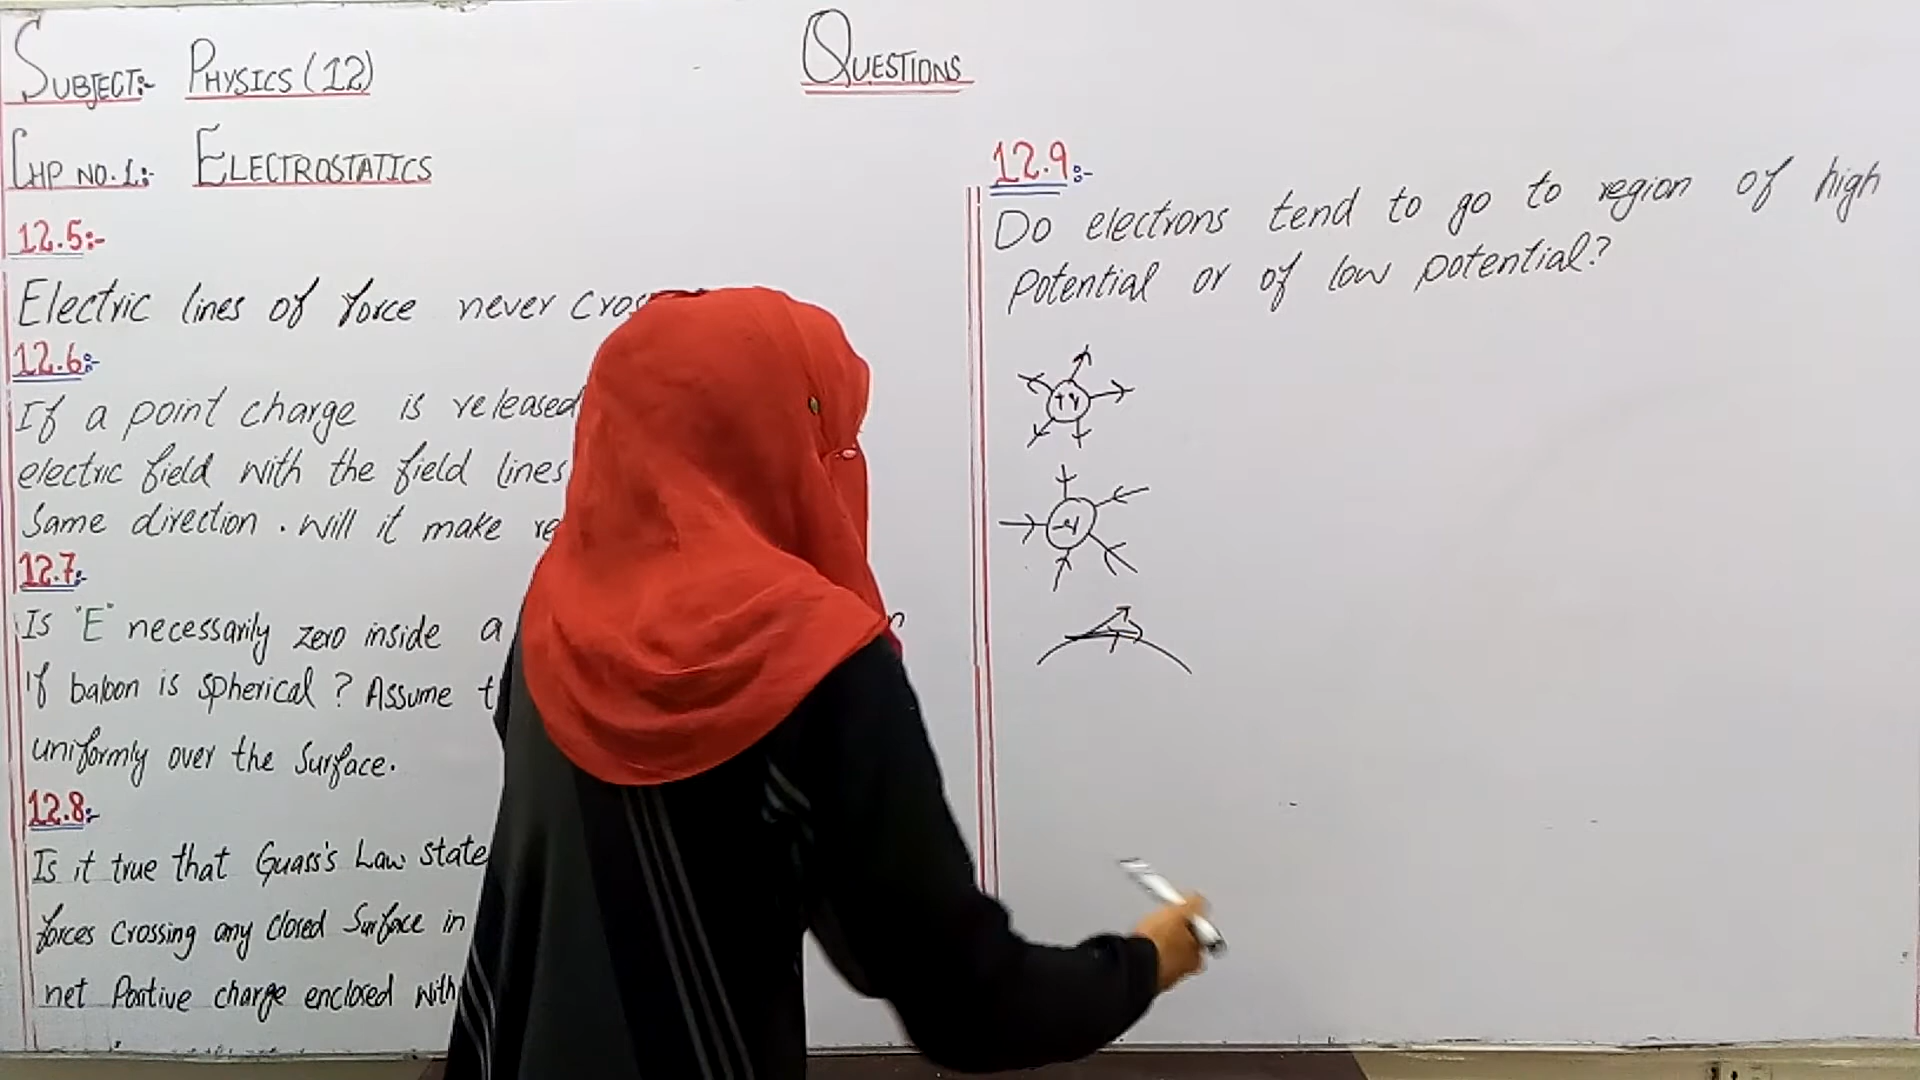 SUBJECT:- PHYSICS (12)
QUESTIONS
CHP NO. 1:- ELECTROSTATICS
12.5:-
Electric lines of force never
12.6:-
If a point charge is released
electric field with the field lines
Same direction. Will it make
12.7:-
Is "E" necessarily zero inside a
If baloon is spherical? Assume
uniformly over the Surface.
12.8:-
Is it true that Guass's Law state
forces crossing any closed Surface in
net Positive charge enclosed with
12.9:-
Do electrons tend to go to region of high
potential or of low potential?
+q
-q